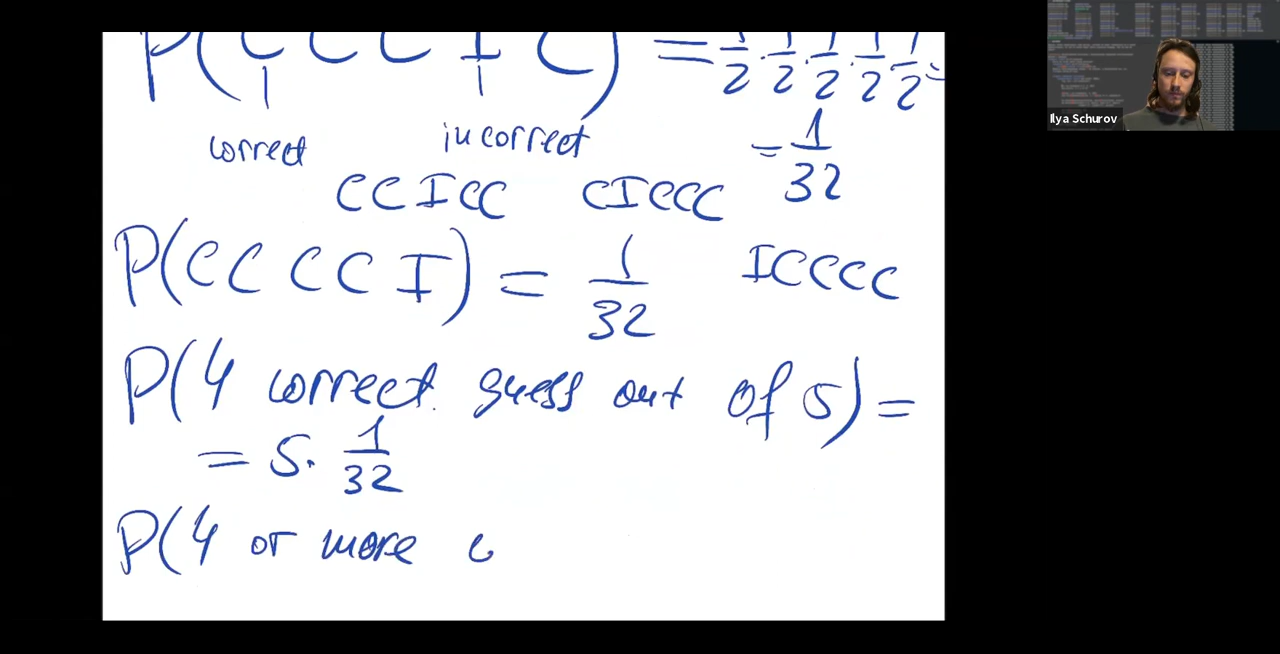 P(CCCIC) = 1/2 · 1/2 · 1/2 · 1/2 · 1/2 =
correct incorrect = 1/32
CCICC CICCC
P(CCCCI) = 1/32 ICCCC
P(4 correct guess out of 5) =
= 5 · 1/32
P(4 or more c
Ilya Schurov